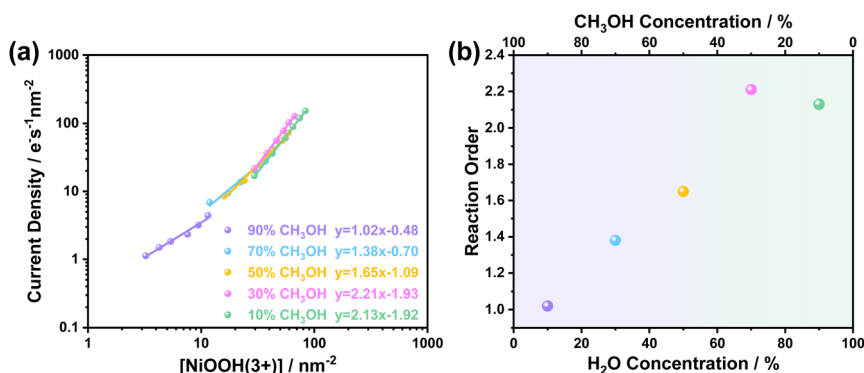 (a)
1000
100
10
1
0.1
Current Density / e⁻s⁻¹nm⁻²
90% CH₃OH y=1.02x-0.48
70% CH₃OH y=1.38x-0.70
50% CH₃OH y=1.65x-1.09
30% CH₃OH y=2.21x-1.93
10% CH₃OH y=2.13x-1.92
1 10 100 1000
[NiOOH(3+)] / nm⁻²
(b)
CH₃OH Concentration / %
100 80 60 40 20 0
2.4
2.2
2.0
1.8
1.6
1.4
1.2
1.0
Reaction Order
0 20 40 60 80 100
H₂O Concentration / %